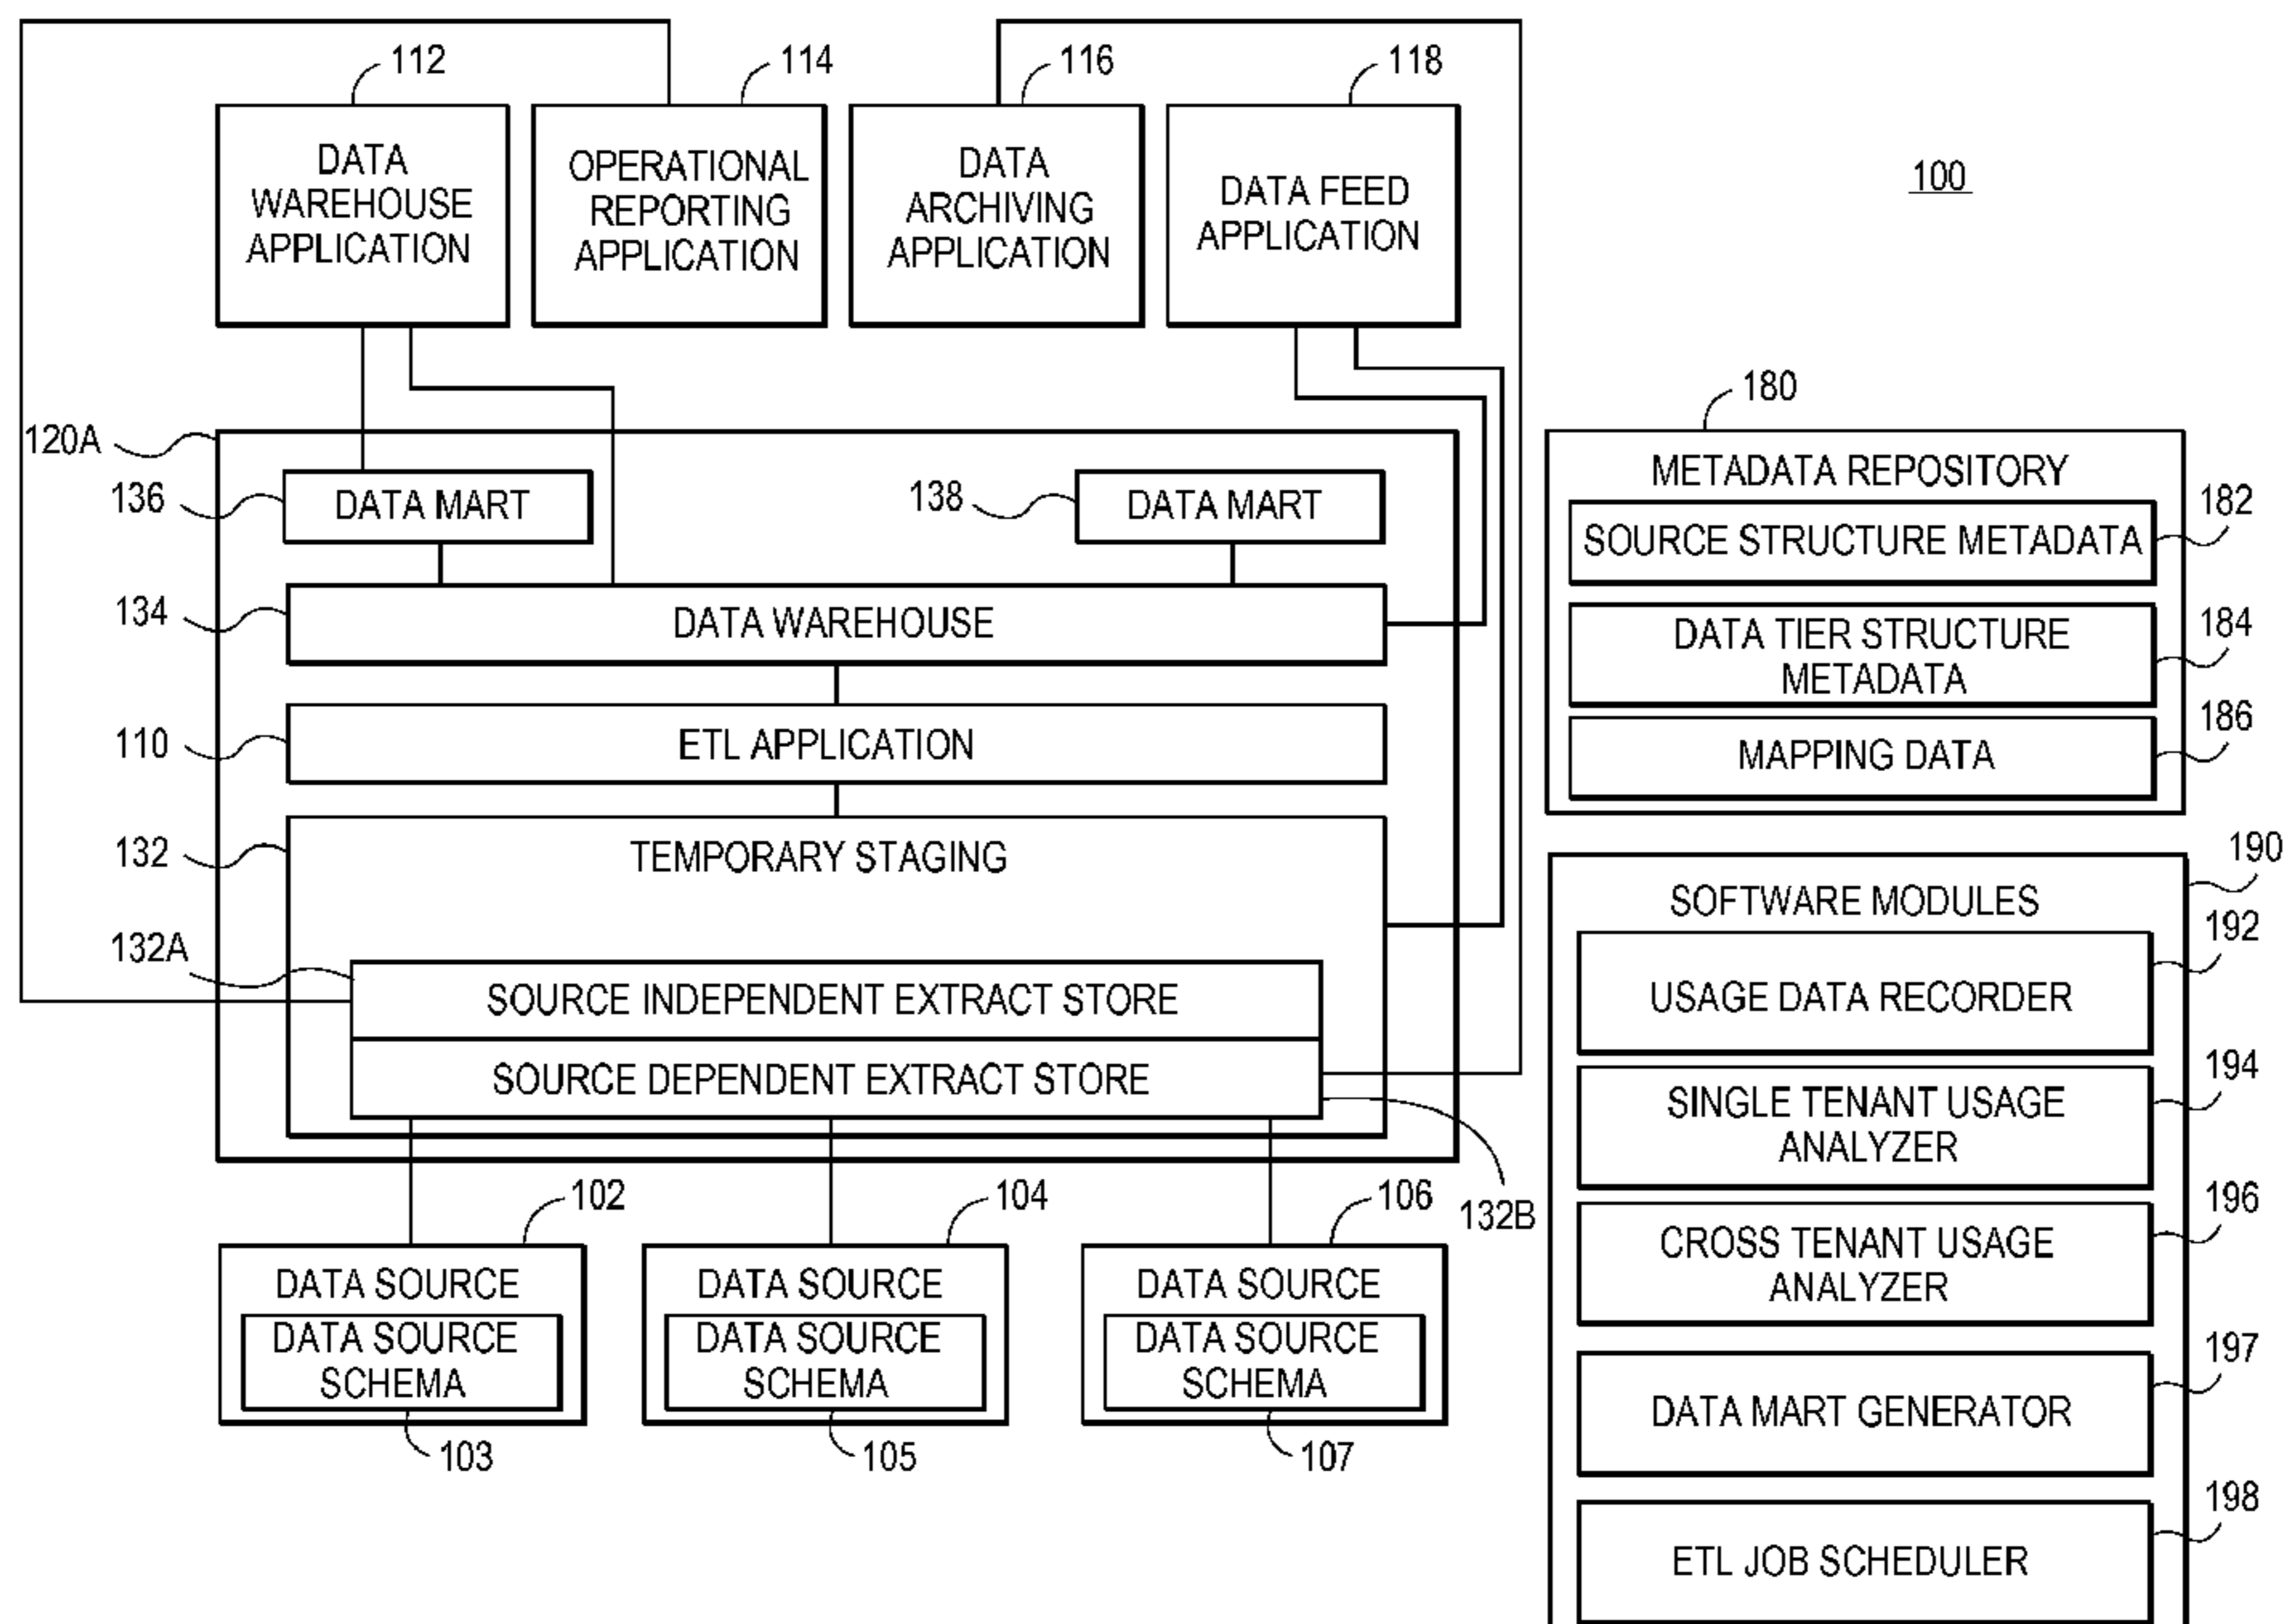 112
114
116
118
DATA
WAREHOUSE
APPLICATION
OPERATIONAL
REPORTING
APPLICATION
DATA
ARCHIVING
APPLICATION
DATA FEED
APPLICATION
100
120A
136
DATA MART
138
DATA MART
134
DATA WAREHOUSE
110
ETL APPLICATION
132
TEMPORARY STAGING
132A
SOURCE INDEPENDENT EXTRACT STORE
SOURCE DEPENDENT EXTRACT STORE
132B
102
104
106
DATA SOURCE
DATA SOURCE
SCHEMA
103
DATA SOURCE
DATA SOURCE
SCHEMA
105
DATA SOURCE
DATA SOURCE
SCHEMA
107
180
METADATA REPOSITORY
182
SOURCE STRUCTURE METADATA
184
DATA TIER STRUCTURE
METADATA
186
MAPPING DATA
190
SOFTWARE MODULES
192
USAGE DATA RECORDER
194
SINGLE TENANT USAGE
ANALYZER
196
CROSS TENANT USAGE
ANALYZER
197
DATA MART GENERATOR
198
ETL JOB SCHEDULER